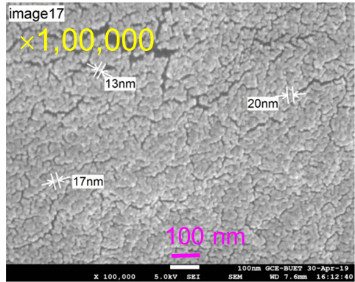 image17
×1,00,000
13nm
20nm
17nm
100 nm
100nm GCE-BUET 30-Apr-19
X 100,000 5.0kV SEI SEM WD 7.6mm 16:12:40